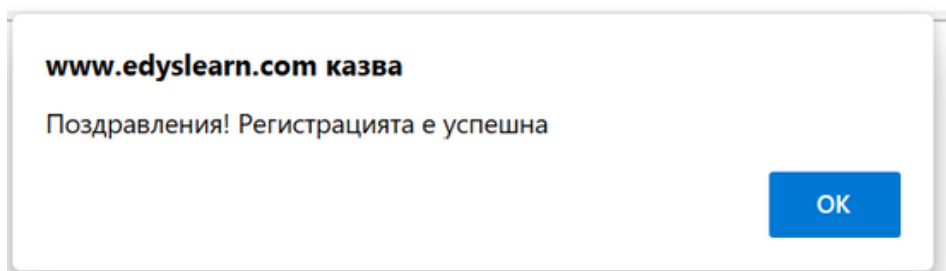 www.edyslearn.com казва
Поздравления! Регистрацията е успешна
OK